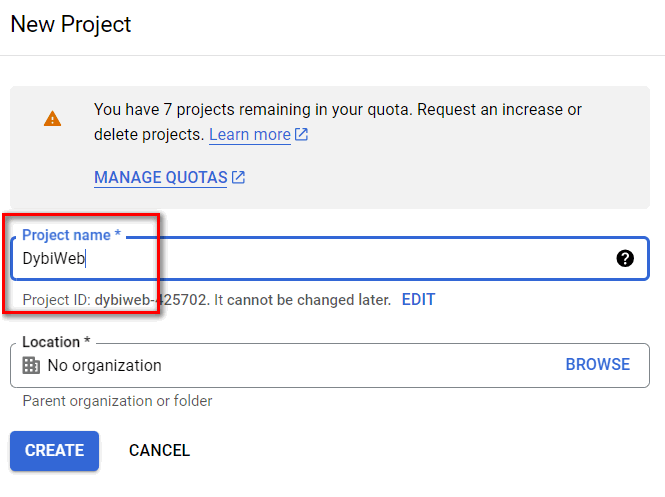 New Project
You have 7 projects remaining in your quota. Request an increase or
delete projects. Learn more
MANAGE QUOTAS
Project name *
DybiWeb
Project ID: dybiweb-425702. It cannot be changed later. EDIT
Location *
No organization BROWSE
Parent organization or folder
CREATE CANCEL